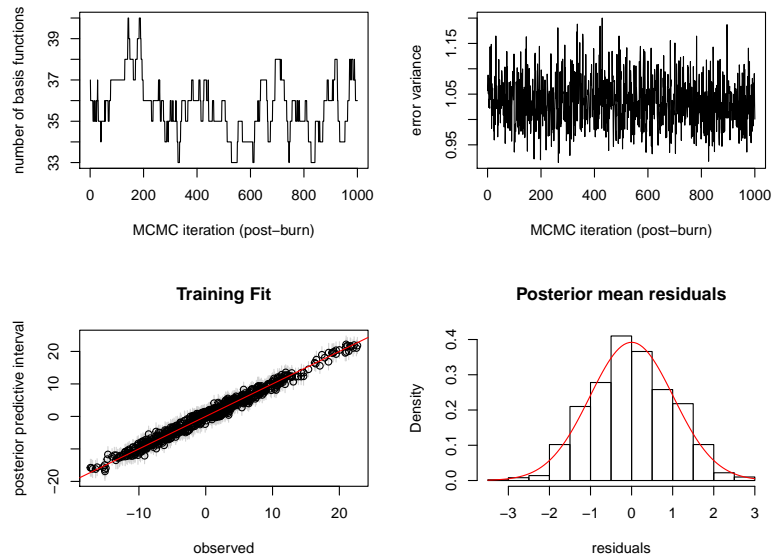 number of basis functions
33 35 37 39
0 200 400 600 800 1000
MCMC iteration (post−burn)
error variance
0.95 1.05 1.15
0 200 400 600 800 1000
MCMC iteration (post−burn)
Training Fit
posterior predictive interval
−20 0 10 20
−10 0 10 20
observed
Posterior mean residuals
Density
0.0 0.1 0.2 0.3 0.4
−3 −2 −1 0 1 2 3
residuals